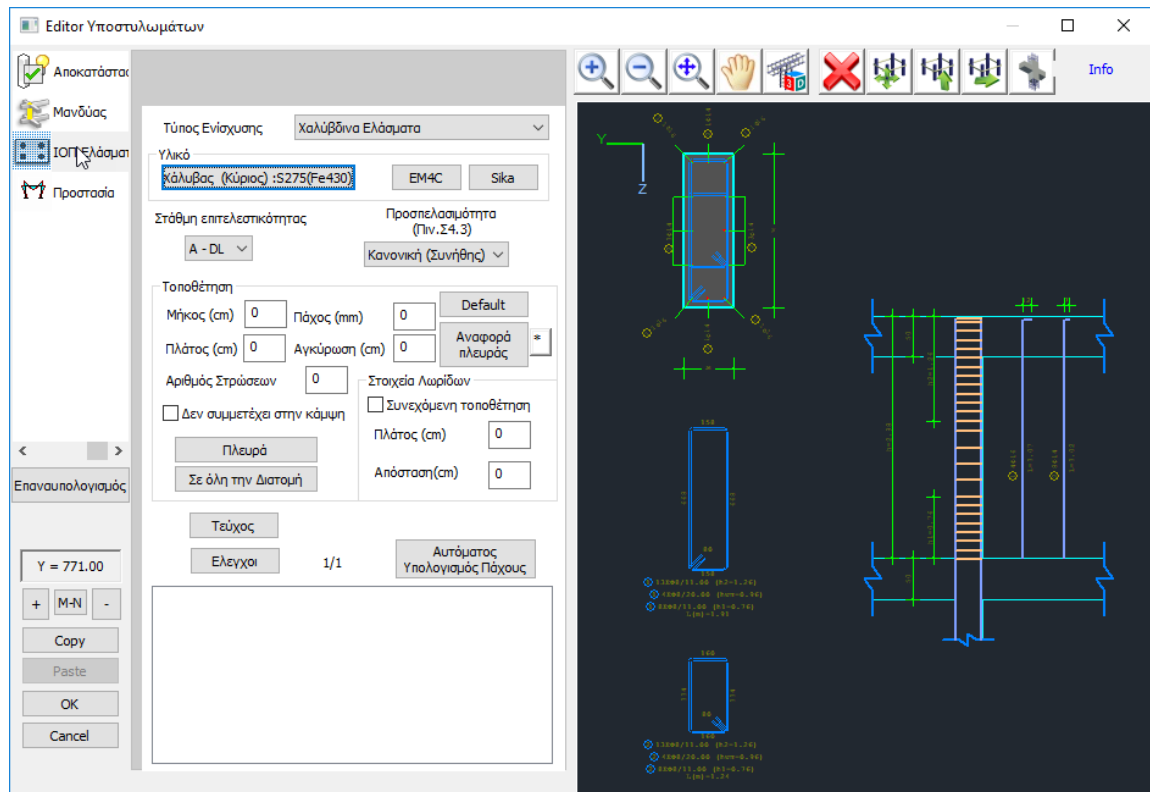 Editor Υποστυλωμάτων
Αποκατάστας
Μανδύας
ΙΟΠ Ελάσματ
Προστασία
Επαναυπολογισμός
Y = 771.00
+ M-N -
Copy
Paste
OK
Cancel
Τύπος Ενίσχυσης Χαλύβδινα Ελάσματα
Υλικό
Χάλυβας (Κύριος) :S275(Fe430) EM4C Sika
Στάθμη επιτελεστικότητας
Προσπελασιμότητα
(Πιν.Σ4.3)
A - DL
Κανονική (Συνήθης)
Τοποθέτηση
Μήκος (cm) 0 Πάχος (mm) 0 Default
Πλάτος (cm) 0 Αγκύρωση (cm) 0 Αναφορά πλευράς *
Αριθμός Στρώσεων 0
Στοιχεία Λωρίδων
Δεν συμμετέχει στην κάμψη
Συνεχόμενη τοποθέτηση
Πλάτος (cm) 0
Πλευρά
Απόσταση(cm) 0
Σε όλη την Διατομή
Τεύχος
Ελεγχοι 1/1
Αυτόματος
Υπολογισμός Πάχους
Info
Y
Z